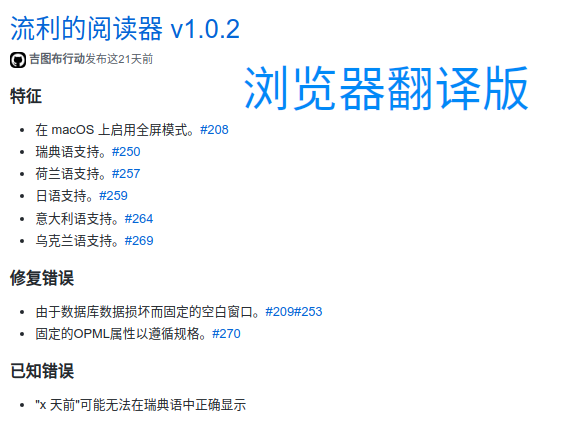 流利的阅读器 v1.0.2
吉图布行动发布这21天前
浏览器翻译版
特征
在 macOS 上启用全屏模式。#208
瑞典语支持。#250
荷兰语支持。#257
日语支持。#259
意大利语支持。#264
乌克兰语支持。#269
修复错误
由于数据库数据损坏而固定的空白窗口。#209#253
固定的OPML属性以遵循规格。#270
已知错误
"x 天前"可能无法在瑞典语中正确显示